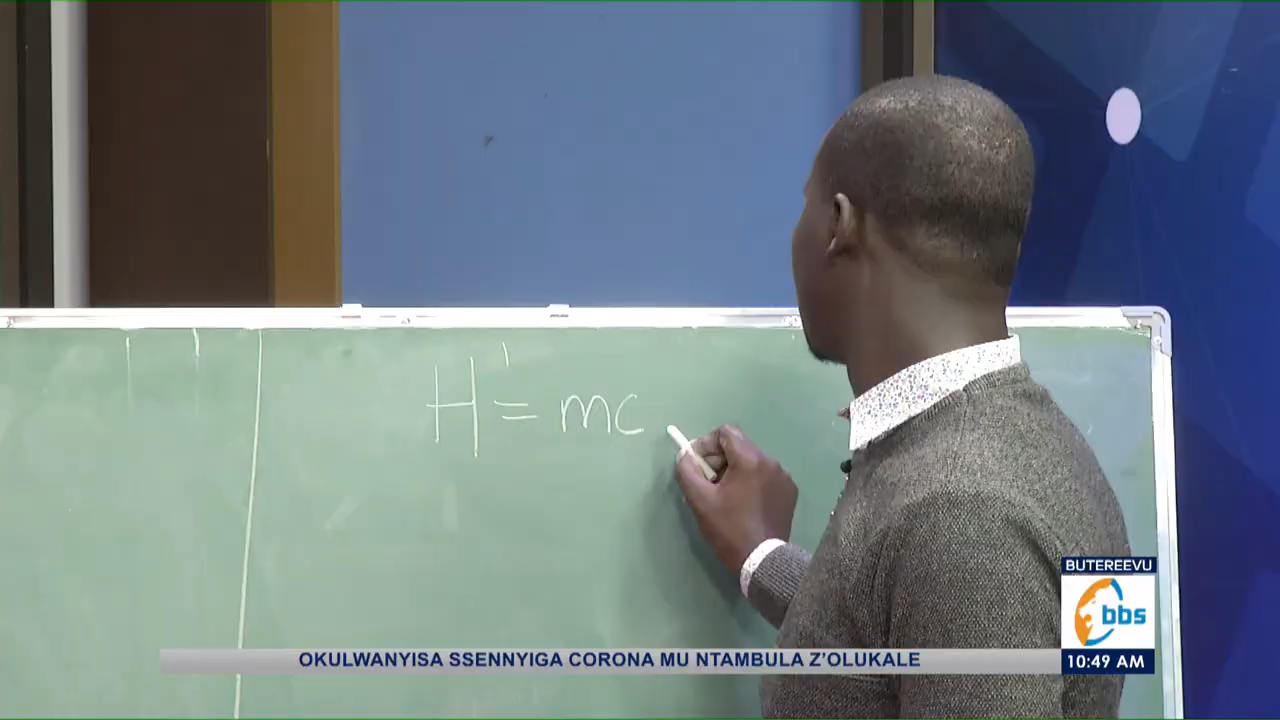 H' = mc
BUTEREEVU
bbs
OKULWANYISA SSENNYIGA CORONA MU NTAMBULA Z’OLUKALE
10:49 AM